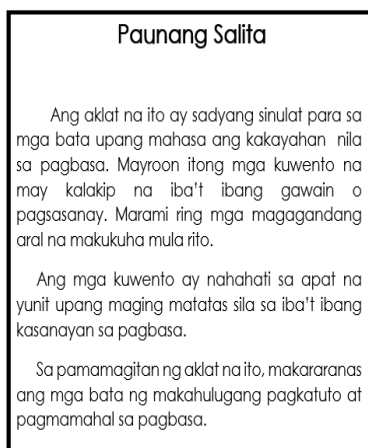 Paunang Salita
Ang aklat na ito ay sadyang sinulat para sa
mga bata upang mahasa ang kakayahan nila
sa pagbasa. Mayroon itong mga kuwento na
may kalakip na iba't ibang gawain o
pagsasanay. Marami ring mga magagandang
aral na makukuha mula rito.
Ang mga kuwento ay nahahati sa apat na
yunit upang maging matatas sila sa iba't ibang
kasanayan sa pagbasa.
Sa pamamagitan ng aklat na ito, makararanas
ang mga bata ng makahulugang pagkatuto at
pagmamahal sa pagbasa.